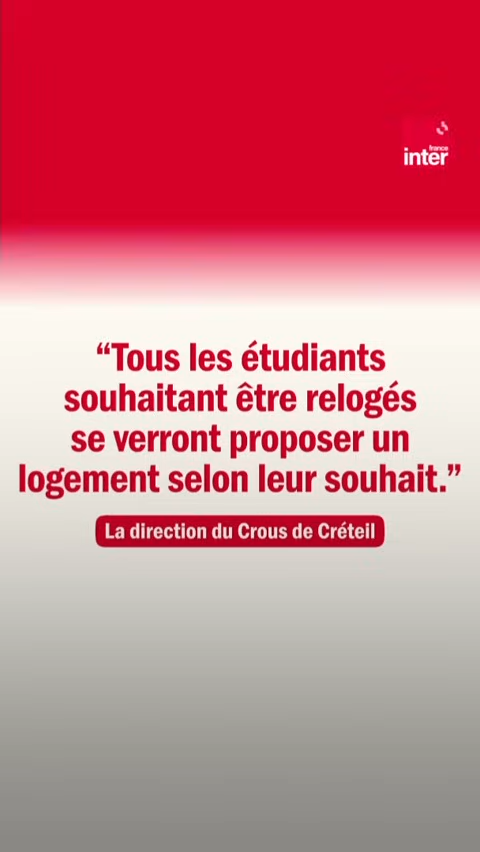 france
inter
“Tous les étudiants
souhaitant être relogés
se verront proposer un
logement selon leur souhait.”
La direction du Crous de Créteil